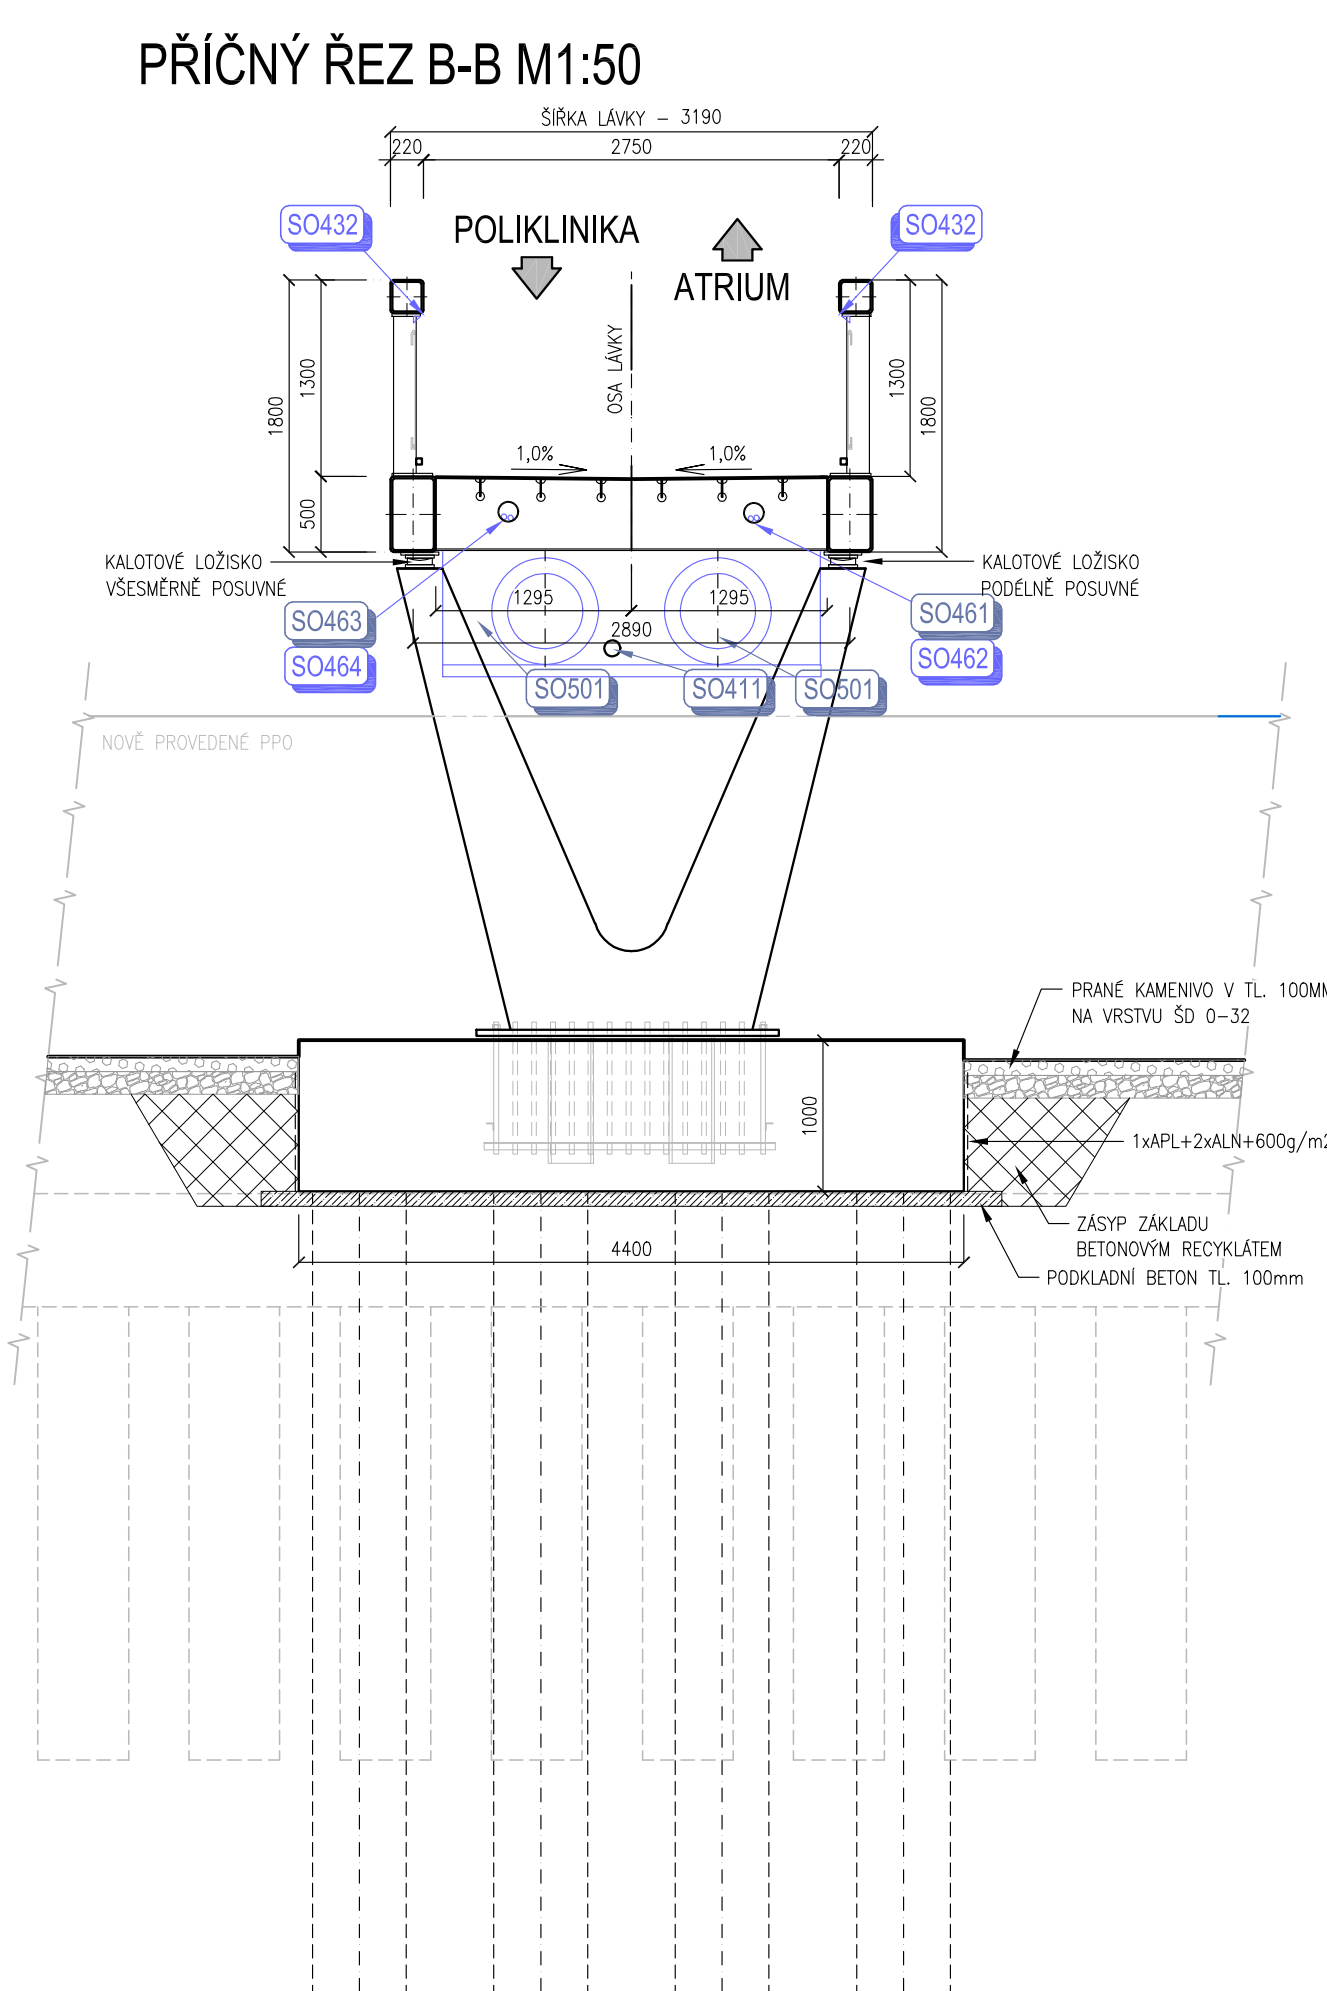 PŘÍČNÝ ŘEZ B-B M1:50
ŠÍŘKA LÁVKY – 3190
220
2750
220
SO432
POLIKLINIKA
ATRIUM
SO432
OSA LÁVKY
1800
1300
500
1300
1800
1,0%
1,0%
KALOTOVÉ LOŽISKO
VŠESMĚRNĚ POSUVNÉ
KALOTOVÉ LOŽISKO
PODÉLNĚ POSUVNÉ
1295
1295
2890
SO463
SO464
SO461
SO462
SO501
SO411
SO501
NOVĚ PROVEDENÉ PPO
PRANÉ KAMENIVO V TL. 100MM
NA VRSTVU ŠD 0–32
1000
1xAPL+2xALN+600g/m2
ZÁSYP ZÁKLADU
BETONOVÝM RECYKLÁTEM
4400
PODKLADNÍ BETON TL. 100mm